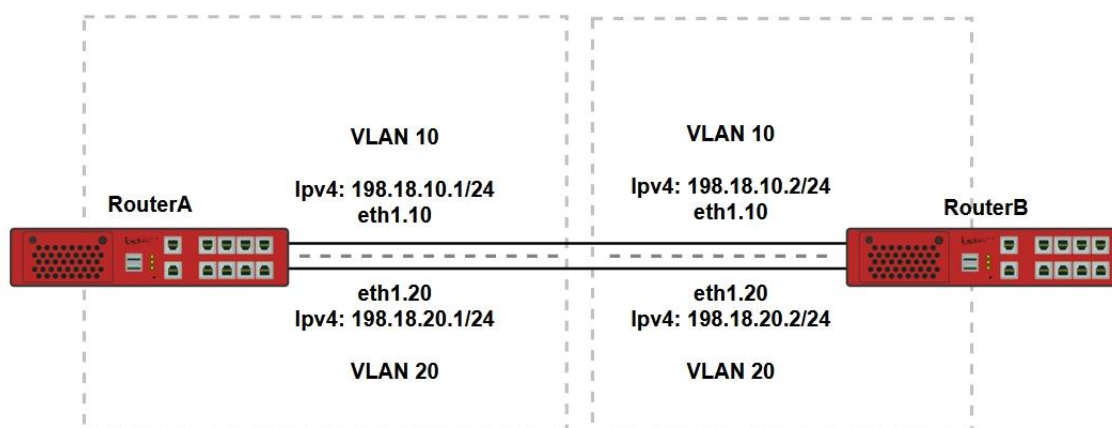 VLAN 10
Ipv4: 198.18.10.1/24
eth1.10
VLAN 10
Ipv4: 198.18.10.2/24
eth1.10
RouterA
RouterB
eth1.20
Ipv4: 198.18.20.1/24
VLAN 20
eth1.20
Ipv4: 198.18.20.2/24
VLAN 20